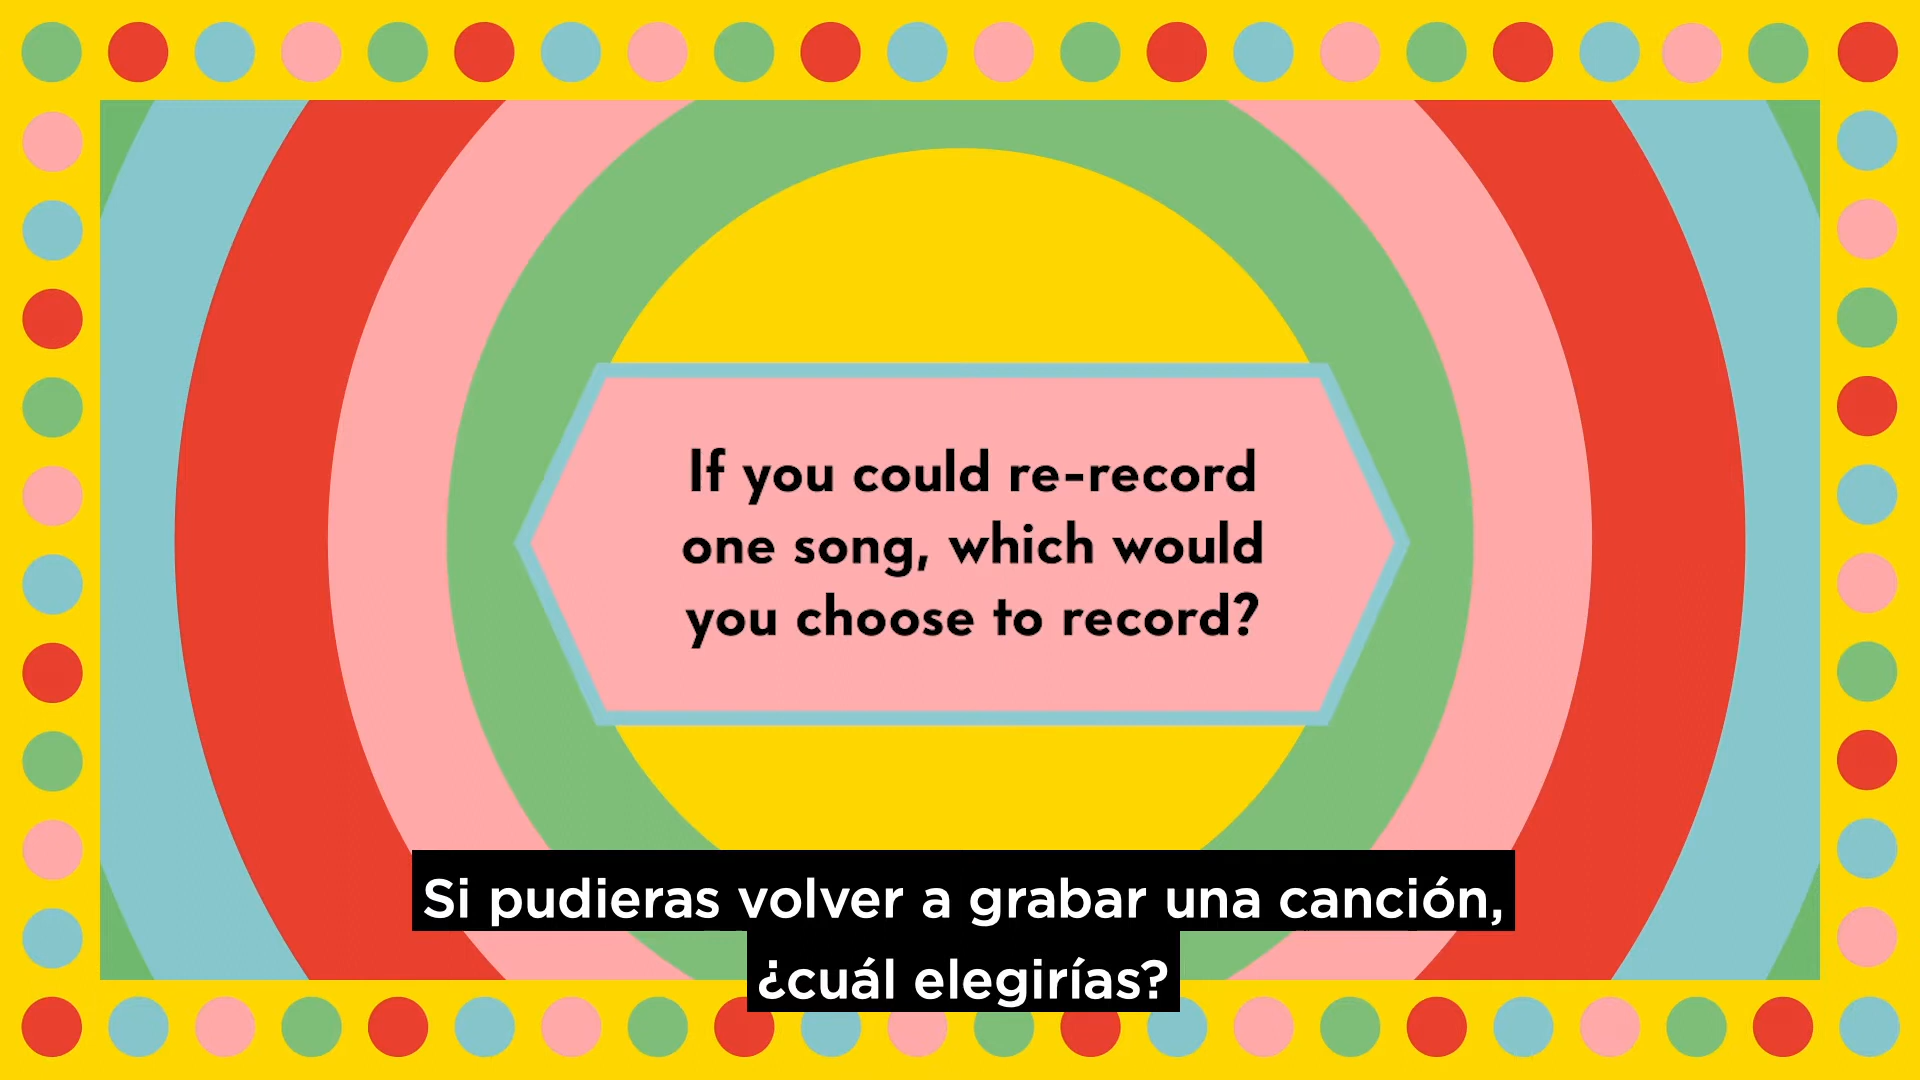 If you could re-record
one song, which would
you choose to record?
Si pudieras volver a grabar una canción,
¿cuál elegirías?